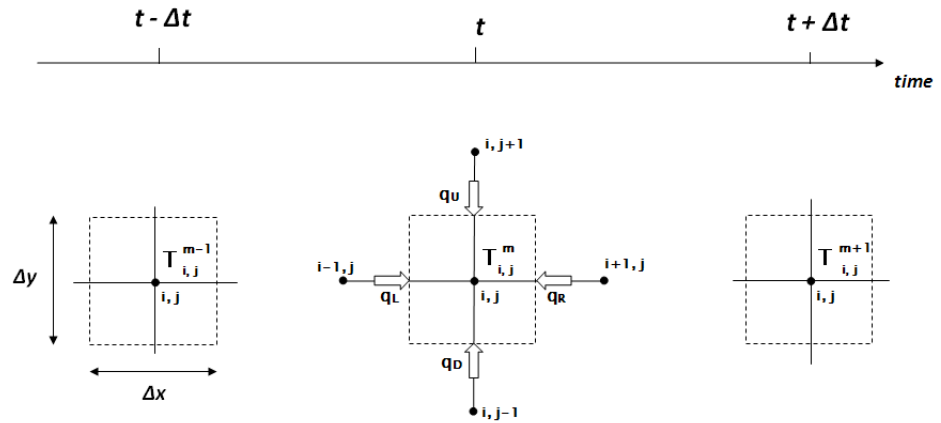 t - Δt
t
t + Δt
time
i, j+1
qU
Δy
T m-1 i, j
i, j
i-1, j
qL
T m i, j
i, j
i+1, j
qR
T m+1 i, j
i, j
qD
Δx
i, j-1